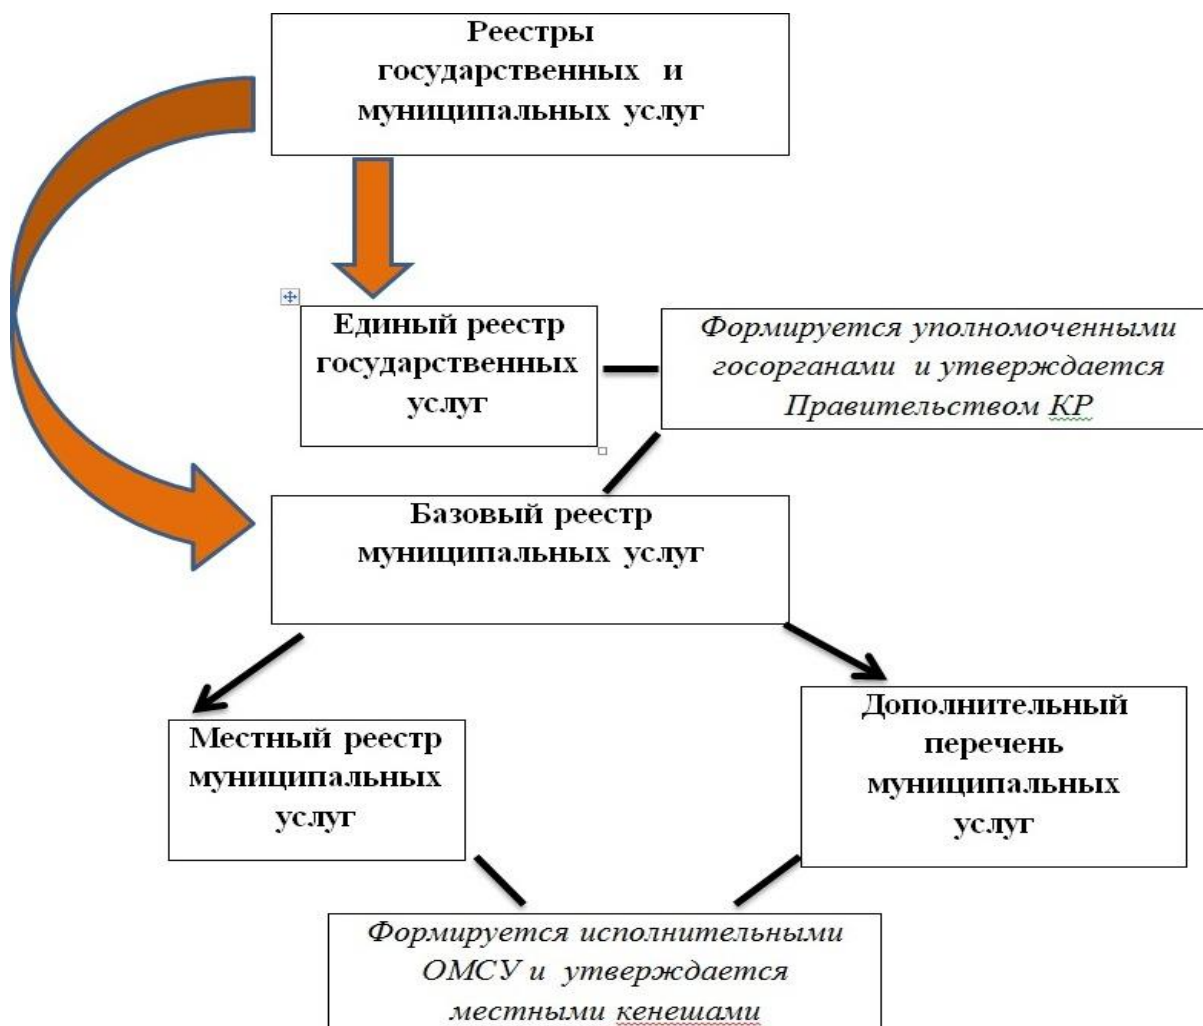 Реестры
государственных и
муниципальных услуг
Единый реестр
государственных
услуг
Формируется уполномоченными
госорганами и утверждается
Правительством КР
Базовый реестр
муниципальных услуг
Местный реестр
муниципальных
услуг
Дополнительный
перечень
муниципальных
услуг
Формируется исполнительными
ОМСУ и утверждается
местными кенешами